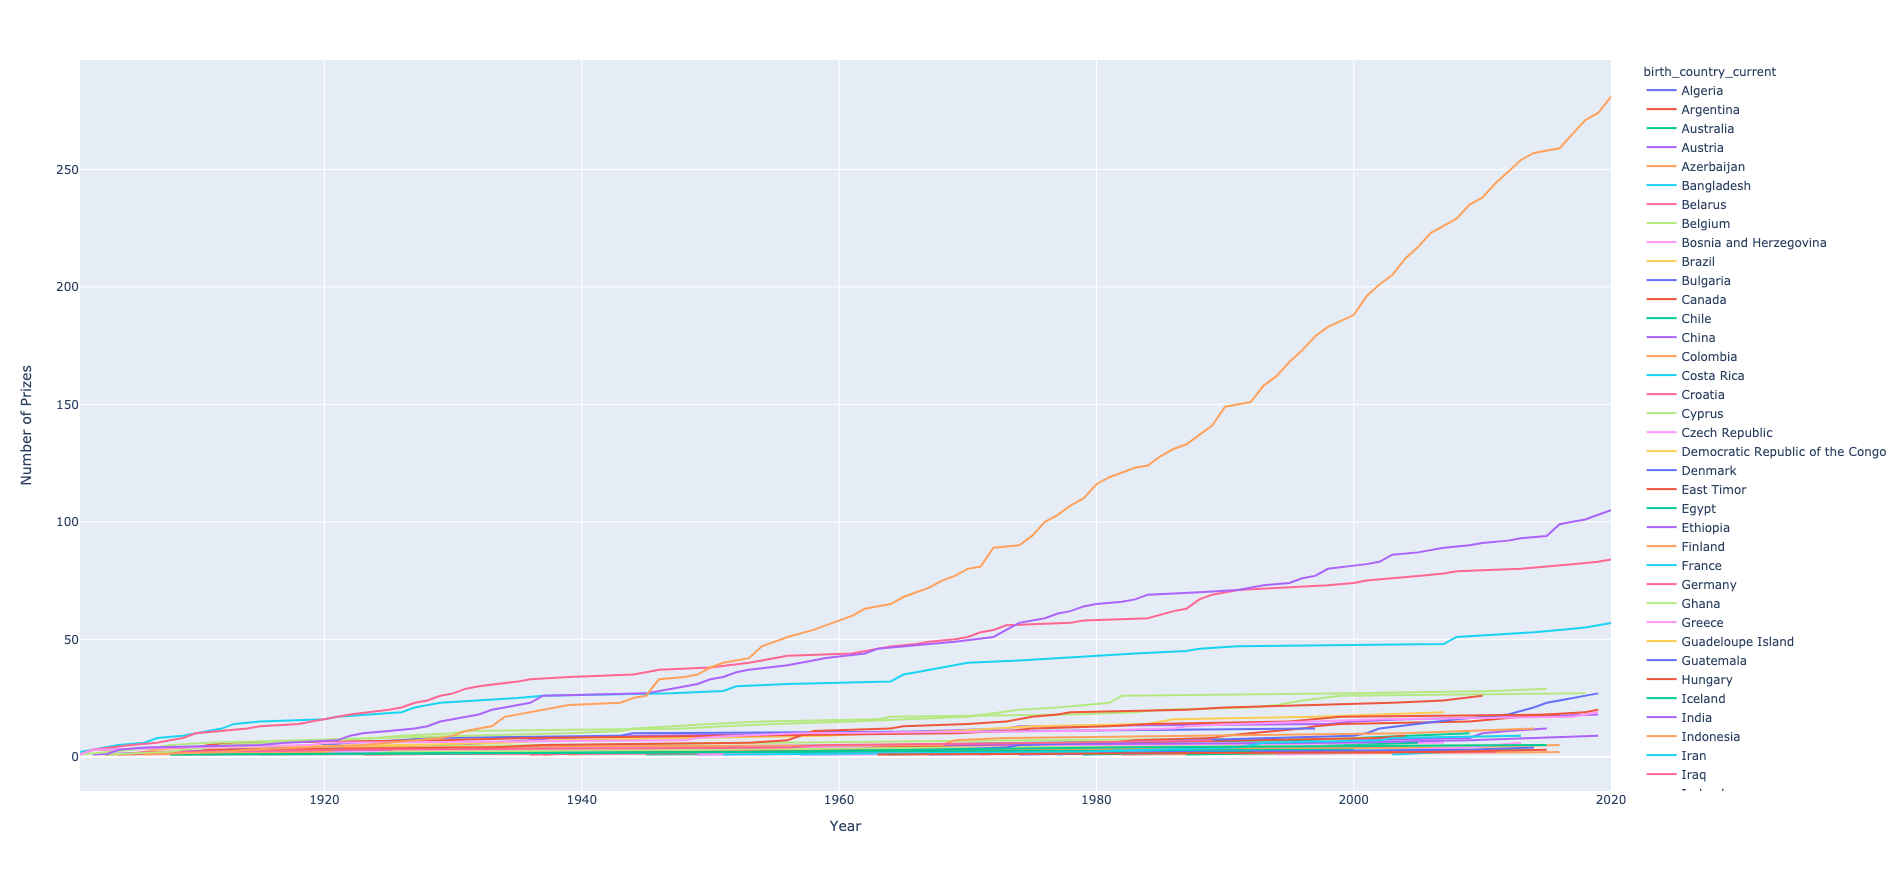 birth_country_current
Algeria
Argentina
Australia
Austria
Azerbaijan
Bangladesh
Belarus
Belgium
Bosnia and Herzegovina
Brazil
Bulgaria
Canada
Chile
China
Colombia
Costa Rica
Croatia
Cyprus
Czech Republic
Democratic Republic of the Congo
Denmark
East Timor
Egypt
Ethiopia
Finland
France
Germany
Ghana
Greece
Guadeloupe Island
Guatemala
Hungary
Iceland
India
Indonesia
Iran
Iraq
250
200
150
100
50
0
Number of Prizes
1920
1940
1960
1980
2000
2020
Year